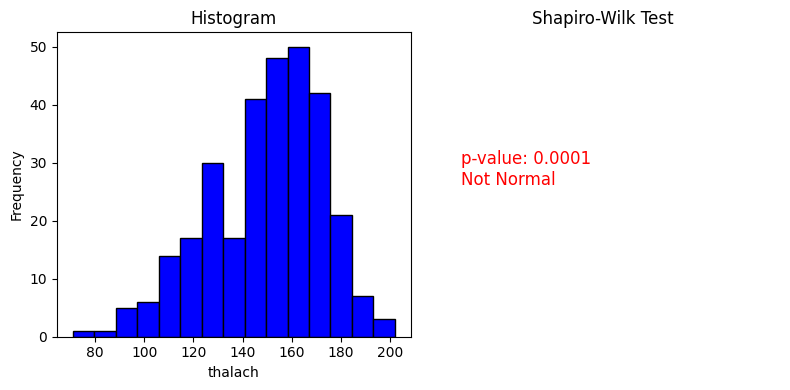 Histogram
Shapiro-Wilk Test
50
40
30
20
10
0
Frequency
80 100 120 140 160 180 200
thalach
p-value: 0.0001
Not Normal